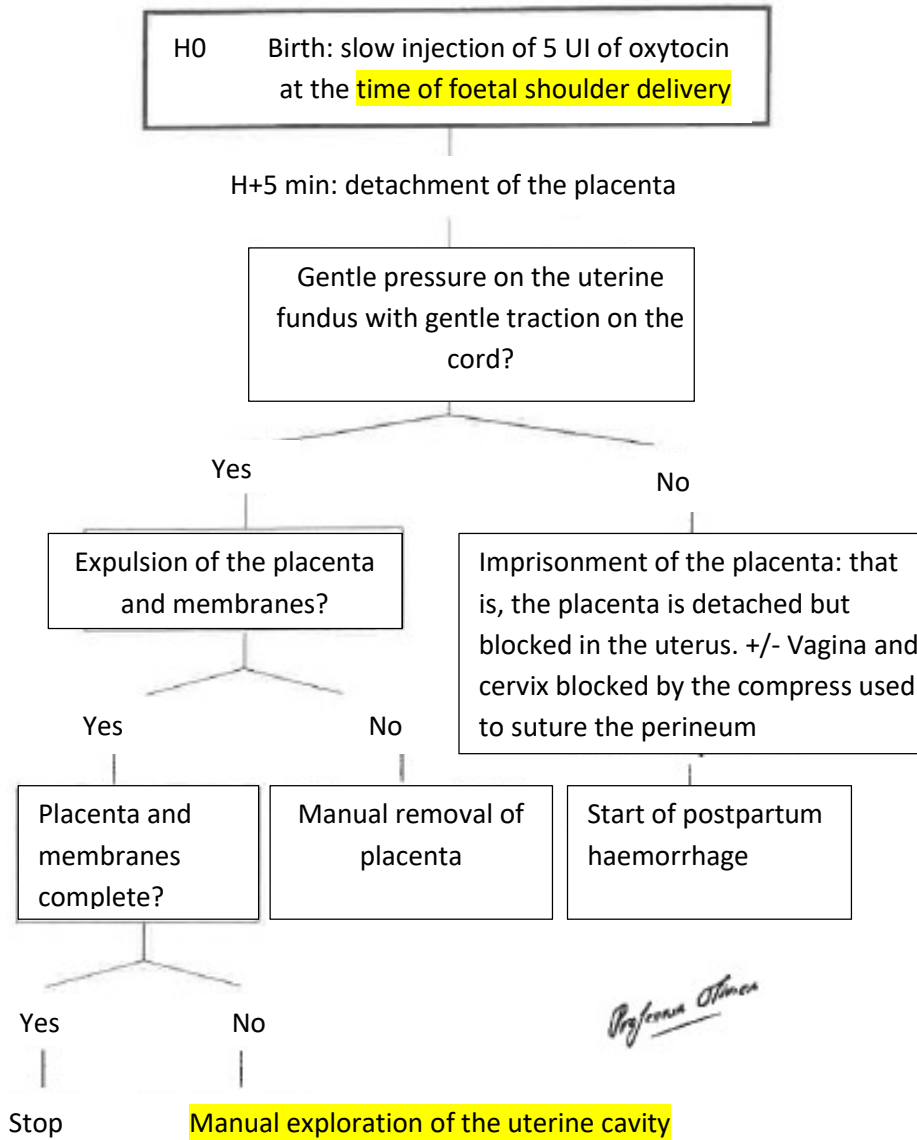 H0 Birth: slow injection of 5 UI of oxytocin
at the time of foetal shoulder delivery
H+5 min: detachment of the placenta
Gentle pressure on the uterine
fundus with gentle traction on the
cord?
Yes
No
Expulsion of the placenta
and membranes?
Imprisonment of the placenta: that
is, the placenta is detached but
blocked in the uterus. +/- Vagina and
cervix blocked by the compress used
to suture the perineum
Yes
No
Placenta and
membranes
complete?
Manual removal of
placenta
Start of postpartum
haemorrhage
Yes
No
Stop
Manual exploration of the uterine cavity